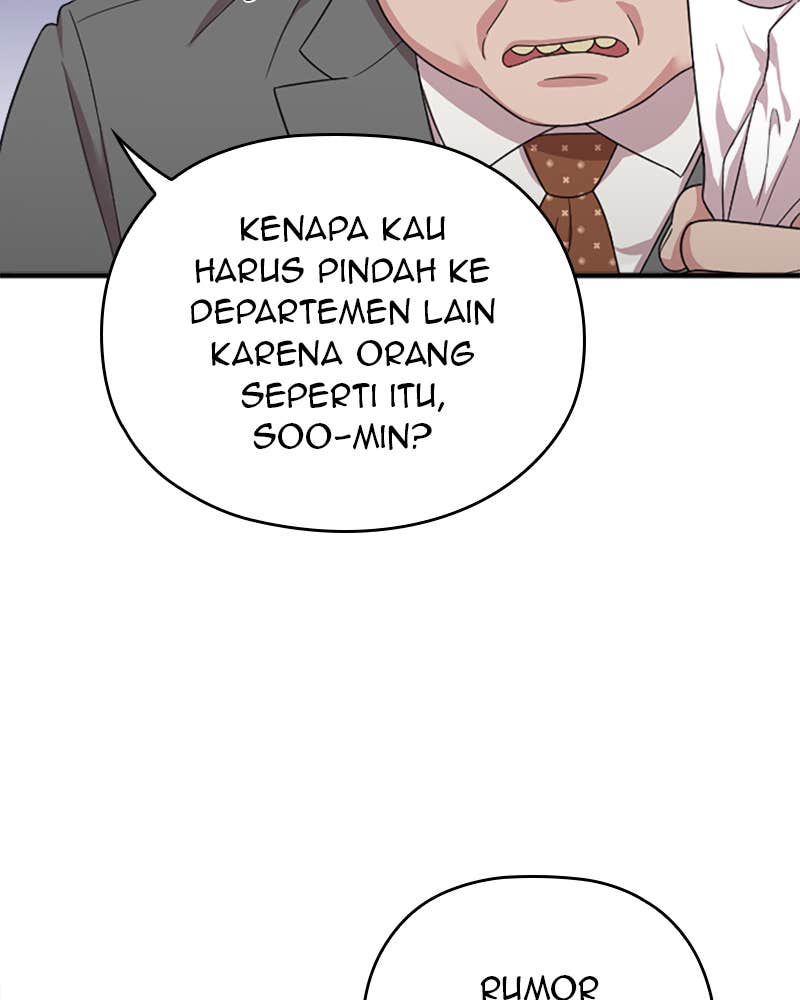 KENAPA KAU
HARUS PINDAH KE
DEPARTEMEN LAIN
KARENA ORANG
SEPERTI ITU,
SOO-MIN?
RUMOR